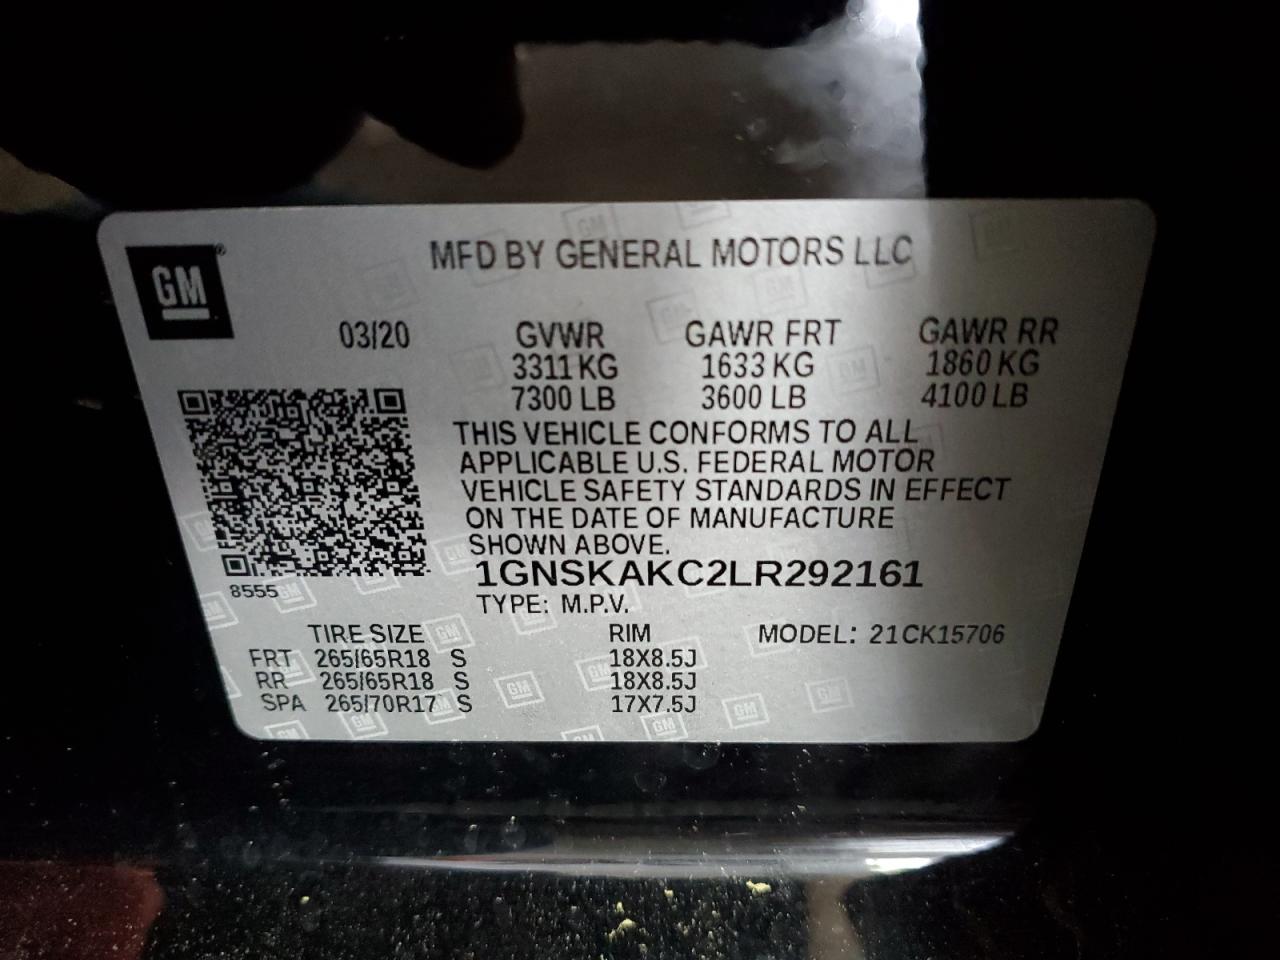 GM
MFD BY GENERAL MOTORS LLC
03/20 GVWR GAWR FRT GAWR RR
3311 KG 1633 KG 1860 KG
7300 LB 3600 LB 4100 LB
THIS VEHICLE CONFORMS TO ALL
APPLICABLE U.S. FEDERAL MOTOR
VEHICLE SAFETY STANDARDS IN EFFECT
ON THE DATE OF MANUFACTURE
SHOWN ABOVE.
8555
1GNSKAKC2LR292161
TYPE: M.P.V.
TIRE SIZE RIM MODEL: 21CK15706
FRT 265/65R18 S 18X8.5J
RR 265/65R18 S 18X8.5J
SPA 265/70R17 S 17X7.5J